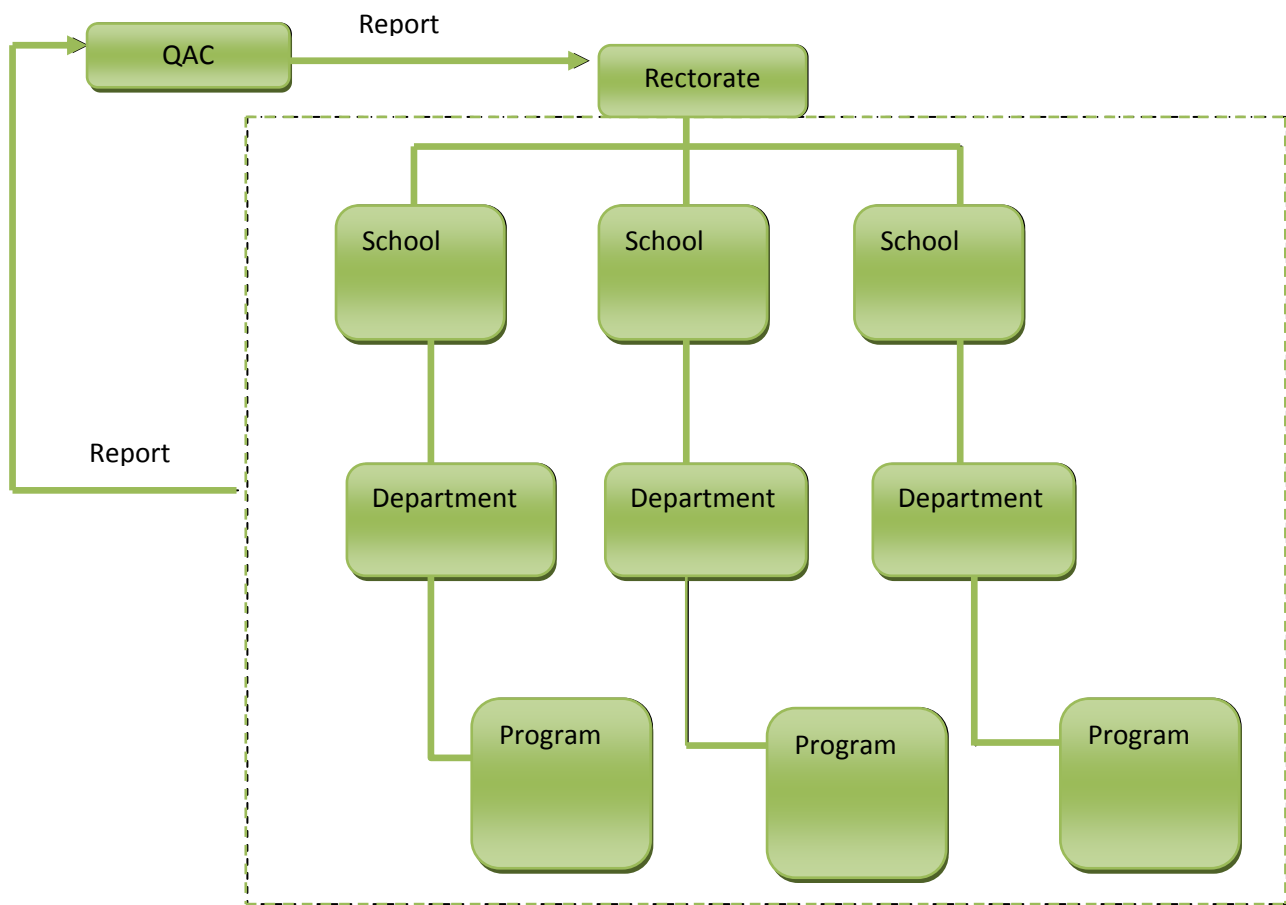 Report
QAC
Rectorate
School
School
School
Report
Department
Department
Department
Program
Program
Program